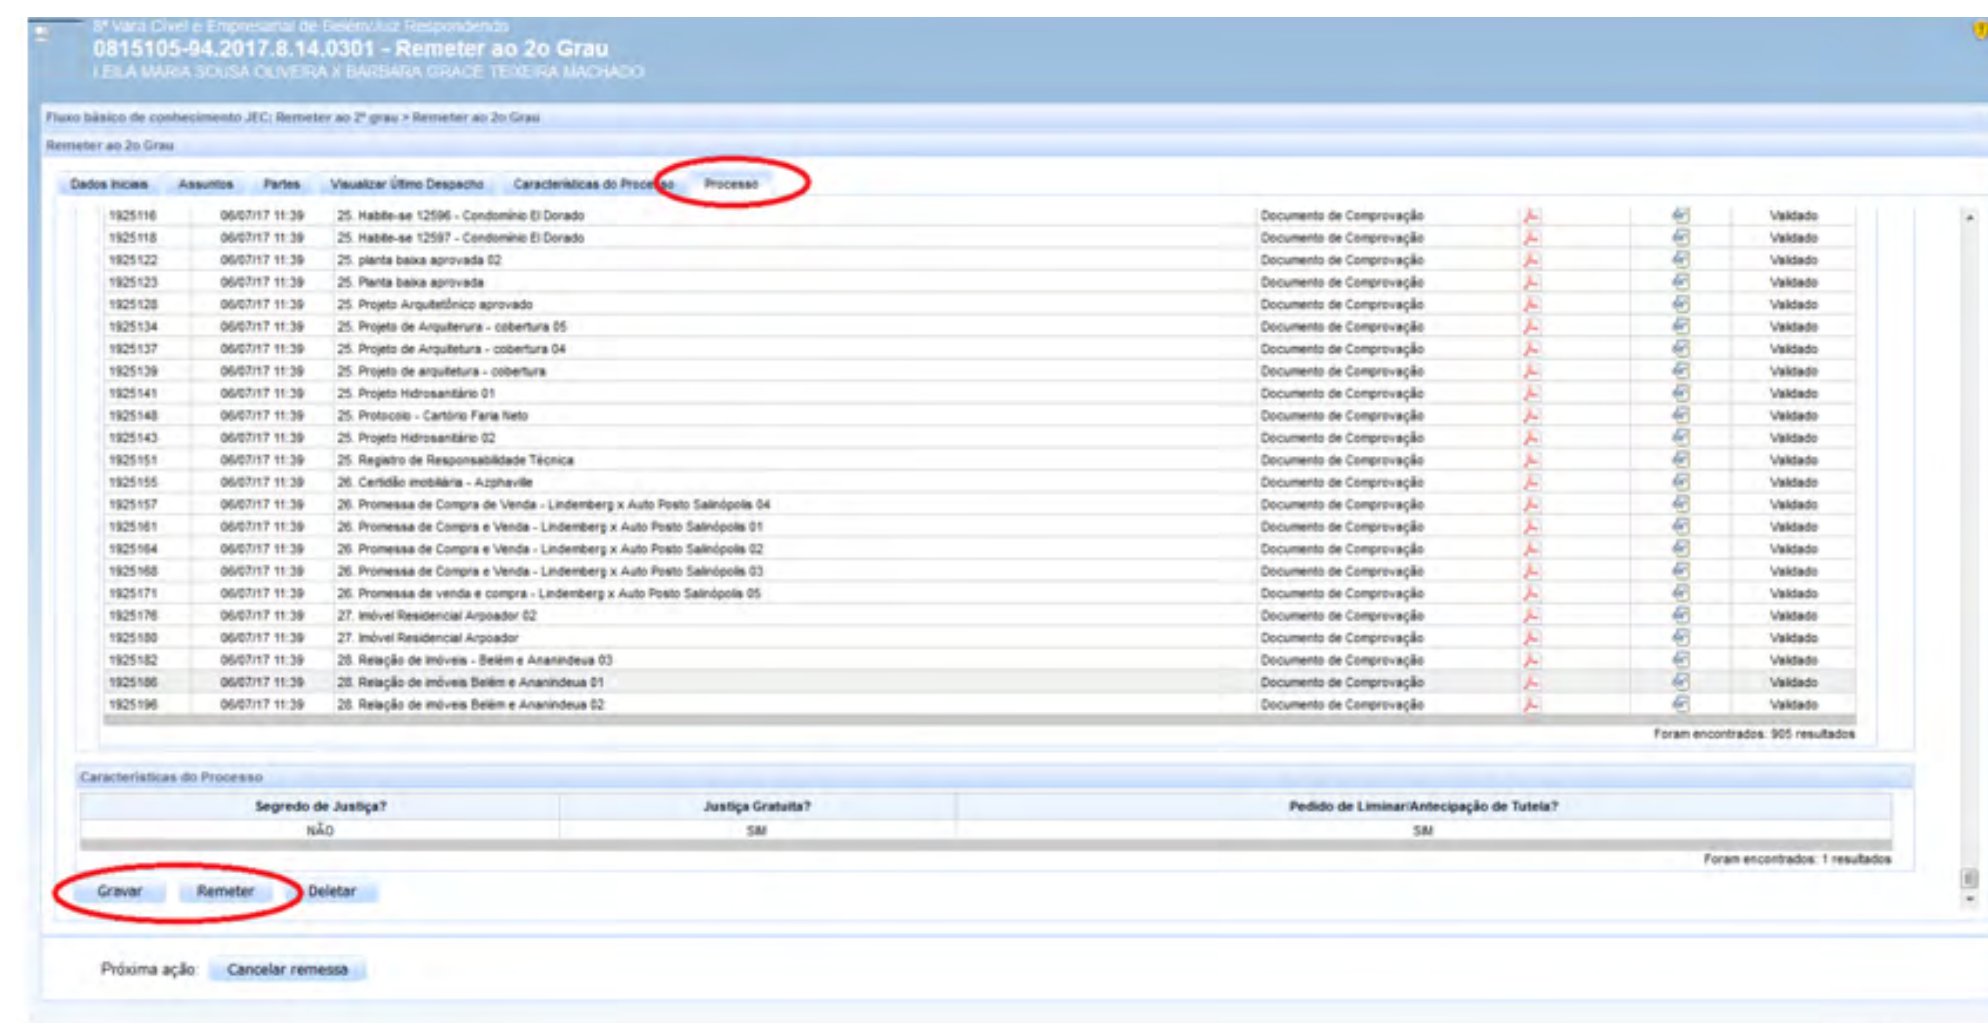 8ª Vara Cível e Empresarial de Belém/Juiz Respondendo
0815105-94.2017.8.14.0301 - Remeter ao 2o Grau
LEILA MARIA SOUSA OLIVEIRA X BARBARA GRACE TEIXEIRA MACHADO
Fluxo básico de conhecimento JEC: Remeter ao 2º grau > Remeter ao 2o Grau
Remeter ao 2o Grau
Dados Iniciais Assuntos Partes Visualizar Último Despacho Características do Processo Processo
1925116 06/07/17 11:39 25. Habite-se 12596 - Condomínio El Dorado Documento de Comprovação Validado
1925118 06/07/17 11:39 25. Habite-se 12597 - Condomínio El Dorado Documento de Comprovação Validado
1925122 06/07/17 11:39 25. planta baixa aprovada 02 Documento de Comprovação Validado
1925123 06/07/17 11:39 25. Planta baixa aprovada Documento de Comprovação Validado
1925128 06/07/17 11:39 25. Projeto Arquitetônico aprovado Documento de Comprovação Validado
1925134 06/07/17 11:39 25. Projeto de Arquiterura - cobertura 05 Documento de Comprovação Validado
1925137 06/07/17 11:39 25. Projeto de Arquitetura - cobertura 04 Documento de Comprovação Validado
1925139 06/07/17 11:39 25. Projeto de arquitetura - cobertura Documento de Comprovação Validado
1925141 06/07/17 11:39 25. Projeto Hidrosanitário 01 Documento de Comprovação Validado
1925148 06/07/17 11:39 25. Protocolo - Cartório Faria Neto Documento de Comprovação Validado
1925143 06/07/17 11:39 25. Projeto Hidrosanitário 02 Documento de Comprovação Validado
1925151 06/07/17 11:39 25. Registro de Responsabilidade Técnica Documento de Comprovação Validado
1925155 06/07/17 11:39 26. Certidão imobiliária - Azphaville Documento de Comprovação Validado
1925157 06/07/17 11:39 26. Promessa de Compra de Venda - Lindemberg x Auto Posto Salinópolis 04 Documento de Comprovação Validado
1925161 06/07/17 11:39 26. Promessa de Compra e Venda - Lindemberg x Auto Posto Salinópolis 01 Documento de Comprovação Validado
1925164 06/07/17 11:39 26. Promessa de Compra e Venda - Lindemberg x Auto Posto Salinópolis 02 Documento de Comprovação Validado
1925168 06/07/17 11:39 26. Promessa de Compra e Venda - Lindemberg x Auto Posto Salinópolis 03 Documento de Comprovação Validado
1925171 06/07/17 11:39 26. Promessa de venda e compra - Lindemberg x Auto Posto Salinópolis 05 Documento de Comprovação Validado
1925176 06/07/17 11:39 27. Imóvel Residencial Arpoador 02 Documento de Comprovação Validado
1925180 06/07/17 11:39 27. Imóvel Residencial Arpoador Documento de Comprovação Validado
1925182 06/07/17 11:39 28. Relação de Imóveis - Belém e Ananindeua 03 Documento de Comprovação Validado
1925186 06/07/17 11:39 28. Relação de imóveis Belém e Ananindeua 01 Documento de Comprovação Validado
1925198 06/07/17 11:39 28. Relação de imóveis Belém e Ananindeua 02 Documento de Comprovação Validado
Foram encontrados: 905 resultados
Características do Processo
Segredo de Justiça? Justiça Gratuita? Pedido de Liminar/Antecipação de Tutela?
NÃO SIM SIM
Foram encontrados: 1 resultados
Gravar Remeter Deletar
Próxima ação: Cancelar remessa